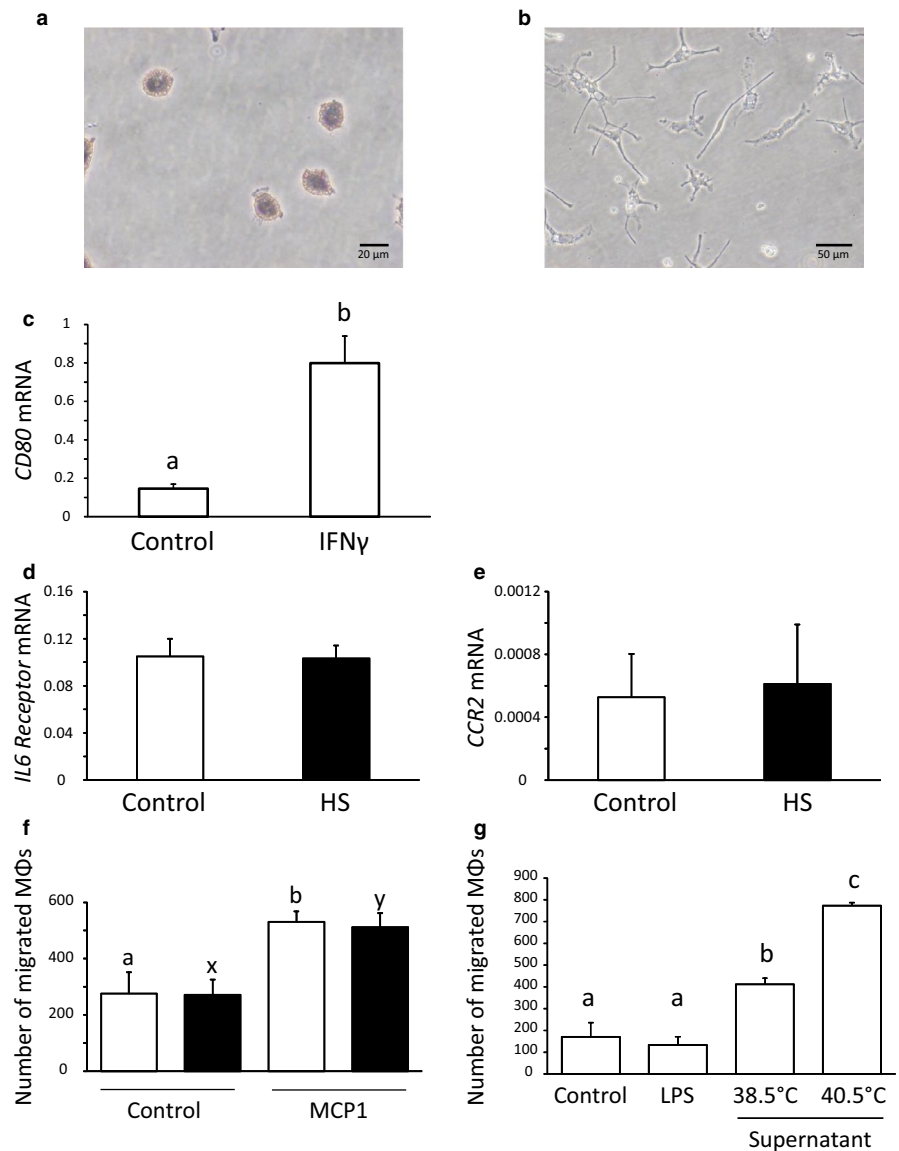 a
b
20 µm
50 µm
c
CD80 mRNA
1
0.8
0.6
0.4
0.2
0
a
b
Control
IFNγ
d
IL6 Receptor mRNA
0.16
0.12
0.08
0.04
0
Control
HS
e
CCR2 mRNA
0.0012
0.0008
0.0004
0
Control
HS
f
Number of migrated MΦs
600
400
200
0
a
x
b
y
Control
MCP1
g
Number of migrated MΦs
900
800
700
600
500
400
300
200
100
0
a
a
b
c
Control
LPS
38.5°C
40.5°C
Supernatant